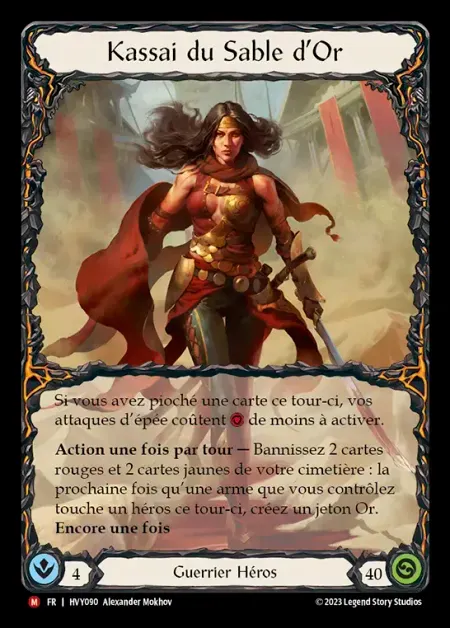 Kassai du Sable d'Or
Si vous avez pioché une carte ce tour-ci, vos
attaques d'épée coûtent de moins à activer.
Action une fois par tour — Bannissez 2 cartes
rouges et 2 cartes jaunes de votre cimetière : la
prochaine fois qu'une arme que vous contrôlez
touche un héros ce tour-ci, créez un jeton Or.
Encore une fois
4 Guerrier Héros 40
M FR | HVY090 Alexander Mokhov © 2023 Legend Story Studios